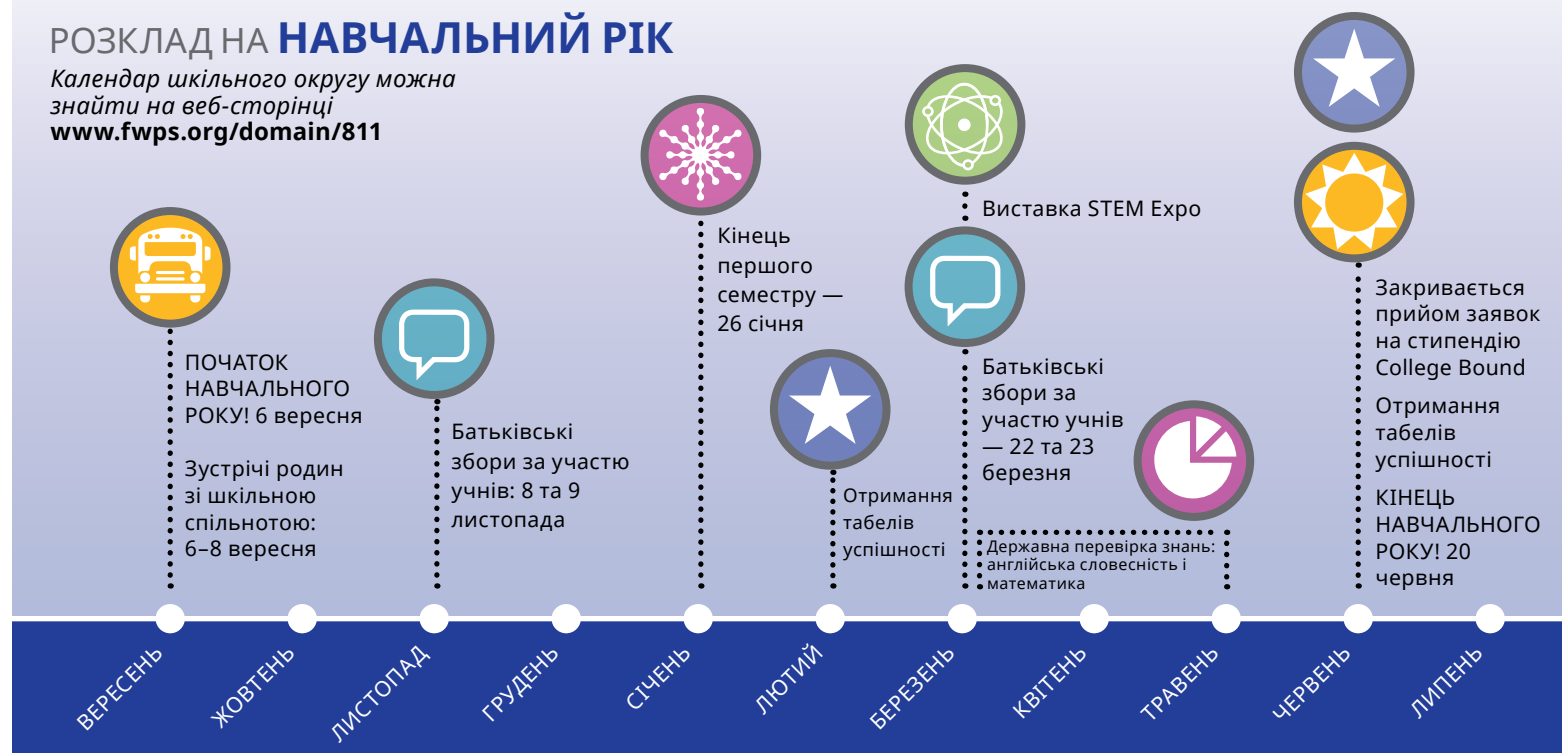 РОЗКЛАД НА НАВЧАЛЬНИЙ РІК
Календар шкільного округу можна
знайти на веб-сторінці
www.fwps.org/domain/811
ПОЧАТОК
НАВЧАЛЬНОГО
РОКУ! 6 вересня
Зустрічі родин
зі шкільною
спільнотою:
6–8 вересня
Батьківські
збори за участю
учнів: 8 та 9
листопада
Кінець
першого
семестру —
26 січня
Отримання
табелів
успішності
Виставка STEM Expo
Батьківські
збори за
участю учнів
— 22 та 23
березня
Державна перевірка знань:
англійська словесність і
математика
Закривається
прийом заявок
на стипендію
College Bound
Отримання
табелів
успішності
КІНЕЦЬ
НАВЧАЛЬНОГО
РОКУ! 20
червня
ВЕРЕСЕНЬ
ЖОВТЕНЬ
ЛИСТОПАД
ГРУДЕНЬ
СІЧЕНЬ
ЛЮТИЙ
БЕРЕЗЕНЬ
КВІТЕНЬ
ТРАВЕНЬ
ЧЕРВЕНЬ
ЛИПЕНЬ